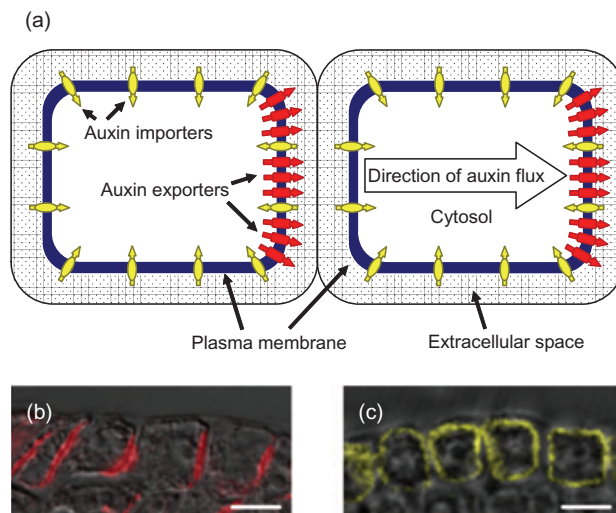 (a)
Auxin importers
Auxin exporters
Direction of auxin flux
Cytosol
Plasma membrane
Extracellular space
(b)
(c)